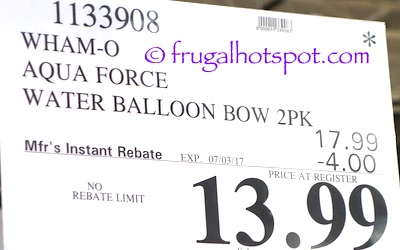 1133908
WHAM-O
© frugalhotspot.com
*
AQUA FORCE
WATER BALLOON BOW 2PK
17.99
Mfr's Instant Rebate EXP. 07/03/17 -4.00
PRICE AT REGISTER
NO
REBATE LIMIT
13.99